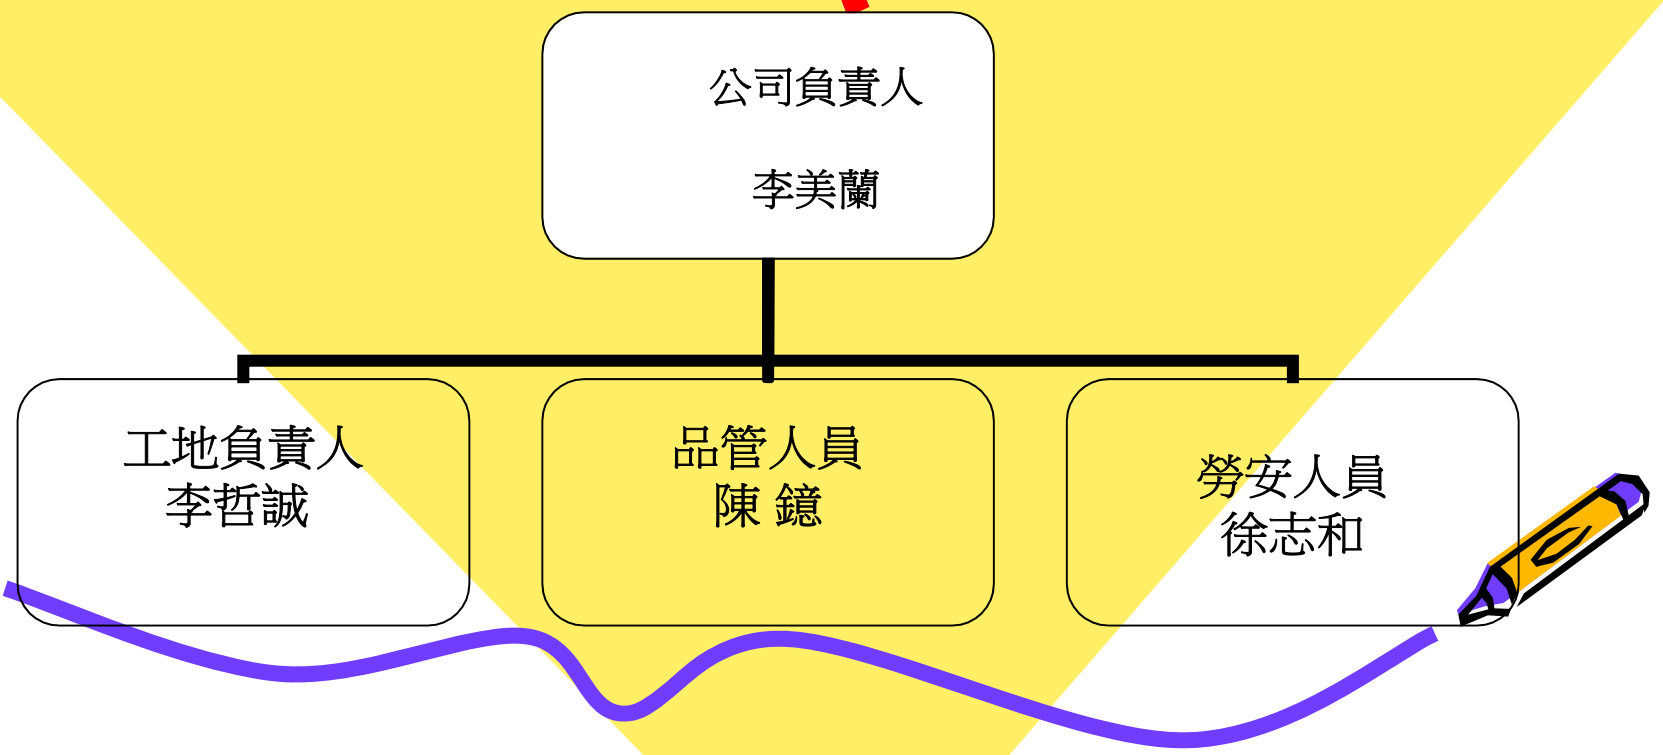 公司負責人
李美蘭
工地負責人
李哲誠
品管人員
陳 鐿
勞安人員
徐志和